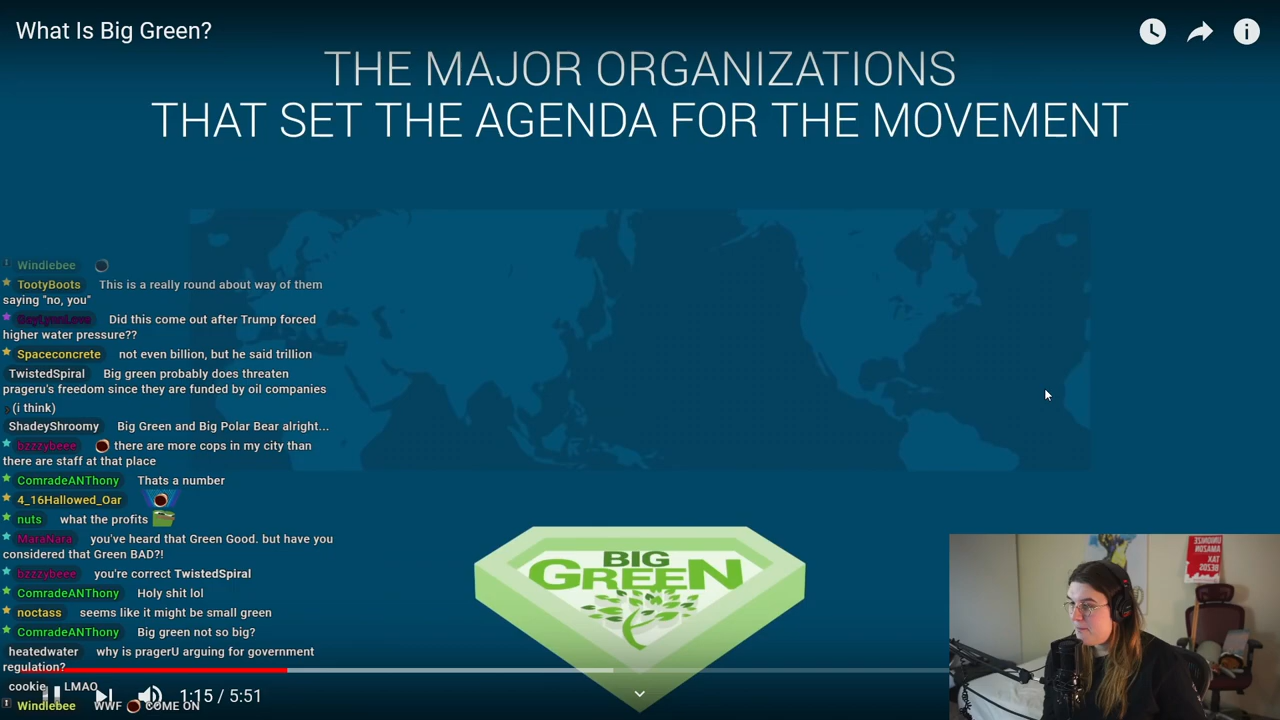 What Is Big Green?
THE MAJOR ORGANIZATIONS
THAT SET THE AGENDA FOR THE MOVEMENT
Windlebee
TootyBoots This is a really round about way of them
saying "no, you"
Did this come out after Trump forced
higher water pressure??
Spaceconcrete not even billion, but he said trillion
TwistedSpiral Big green probably does threaten
prageru's freedom since they are funded by oil companies
(i think)
ShadeyShroomy Big Green and Big Polar Bear alright...
bzzzybeee there are more cops in my city than
there are staff at that place
ComradeANThony Thats a number
4_16Hallowed_Oar
nuts what the profits
MaraNara you've heard that Green Good. but have you
considered that Green BAD?!
bzzzybeee you're correct TwistedSpiral
ComradeANThony Holy shit lol
noctass seems like it might be small green
ComradeANThony Big green not so big?
heatedwater why is pragerU arguing for government
regulation?
cookie LMAO
Windlebee WWF COME ON
1:15 / 5:51
BIG
GREEN
UNIONIZE
AMAZON
TAX
BEZOS